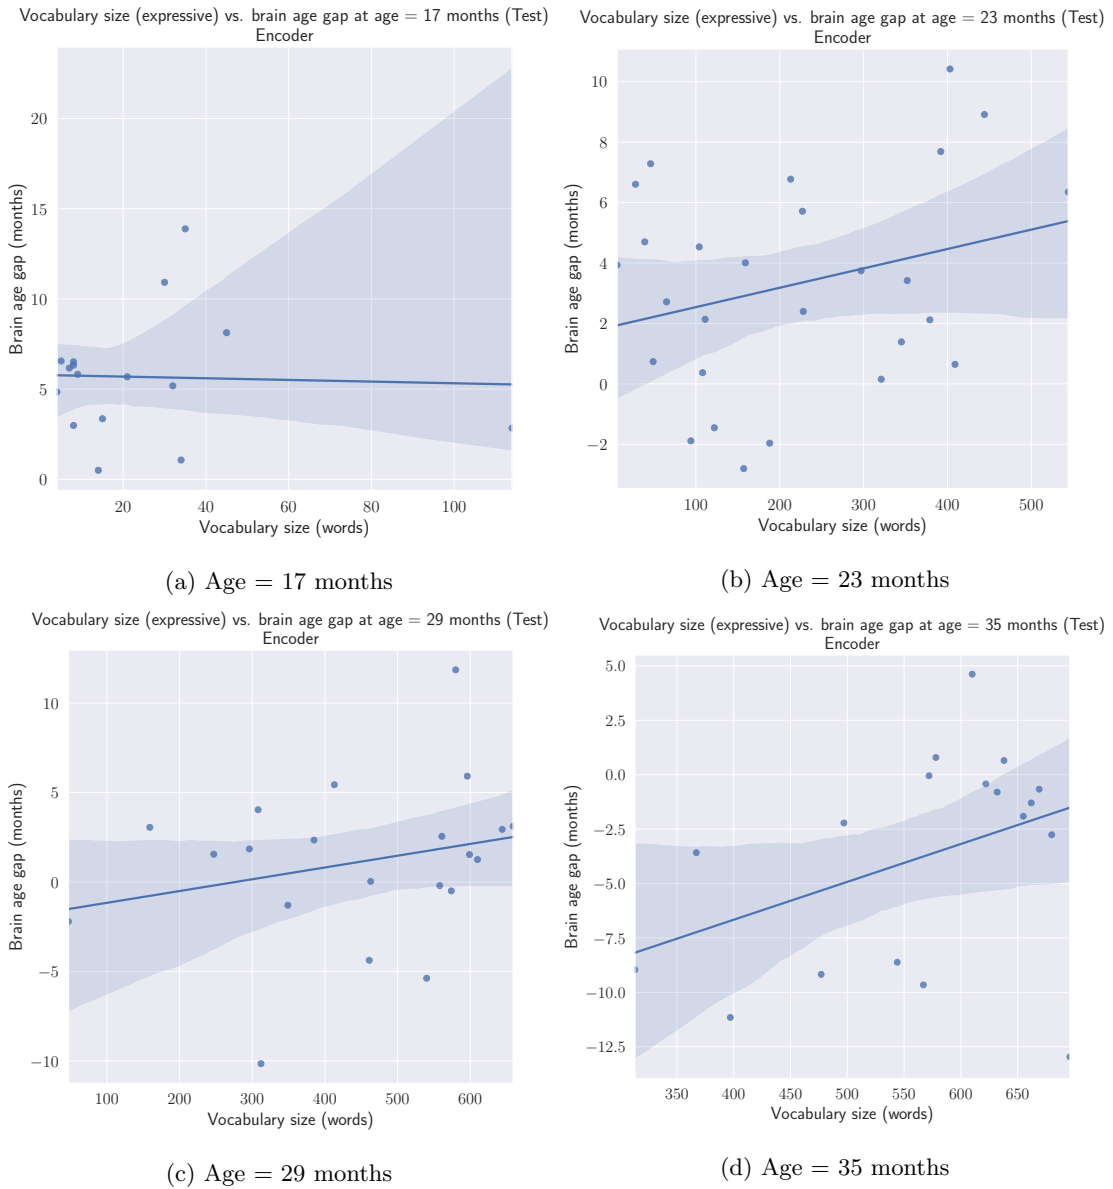 Vocabulary size (expressive) vs. brain age gap at age = 17 months (Test)
Encoder
Brain age gap (months)
20
15
10
5
0
20 40 60 80 100
Vocabulary size (words)
(a) Age = 17 months
Vocabulary size (expressive) vs. brain age gap at age = 23 months (Test)
Encoder
Brain age gap (months)
10
8
6
4
2
0
−2
100 200 300 400 500
Vocabulary size (words)
(b) Age = 23 months
Vocabulary size (expressive) vs. brain age gap at age = 29 months (Test)
Encoder
Brain age gap (months)
10
5
0
−5
−10
100 200 300 400 500 600
Vocabulary size (words)
(c) Age = 29 months
Vocabulary size (expressive) vs. brain age gap at age = 35 months (Test)
Encoder
Brain age gap (months)
5.0
2.5
0.0
−2.5
−5.0
−7.5
−10.0
−12.5
350 400 450 500 550 600 650
Vocabulary size (words)
(d) Age = 35 months